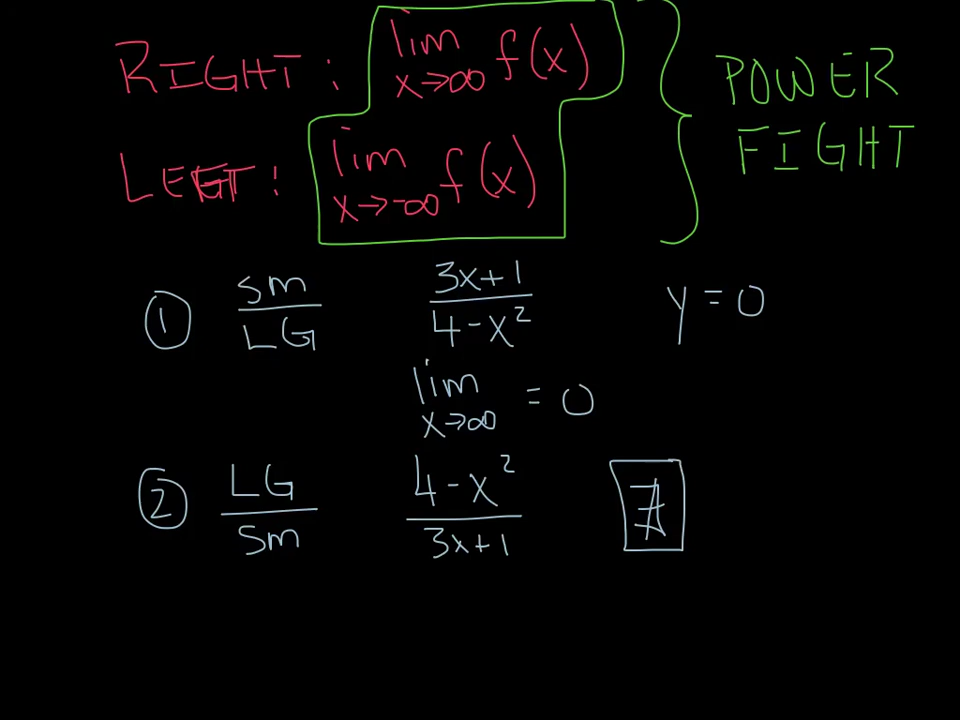 RIGHT: lim x→∞ f(x)
LEFT: lim x→-∞ f(x)
POWER
FIGHT
① sm/LG (3x+1)/(4-x²) y=0
lim x→∞ = 0
② LG/sm (4-x²)/(3x+1) ∄